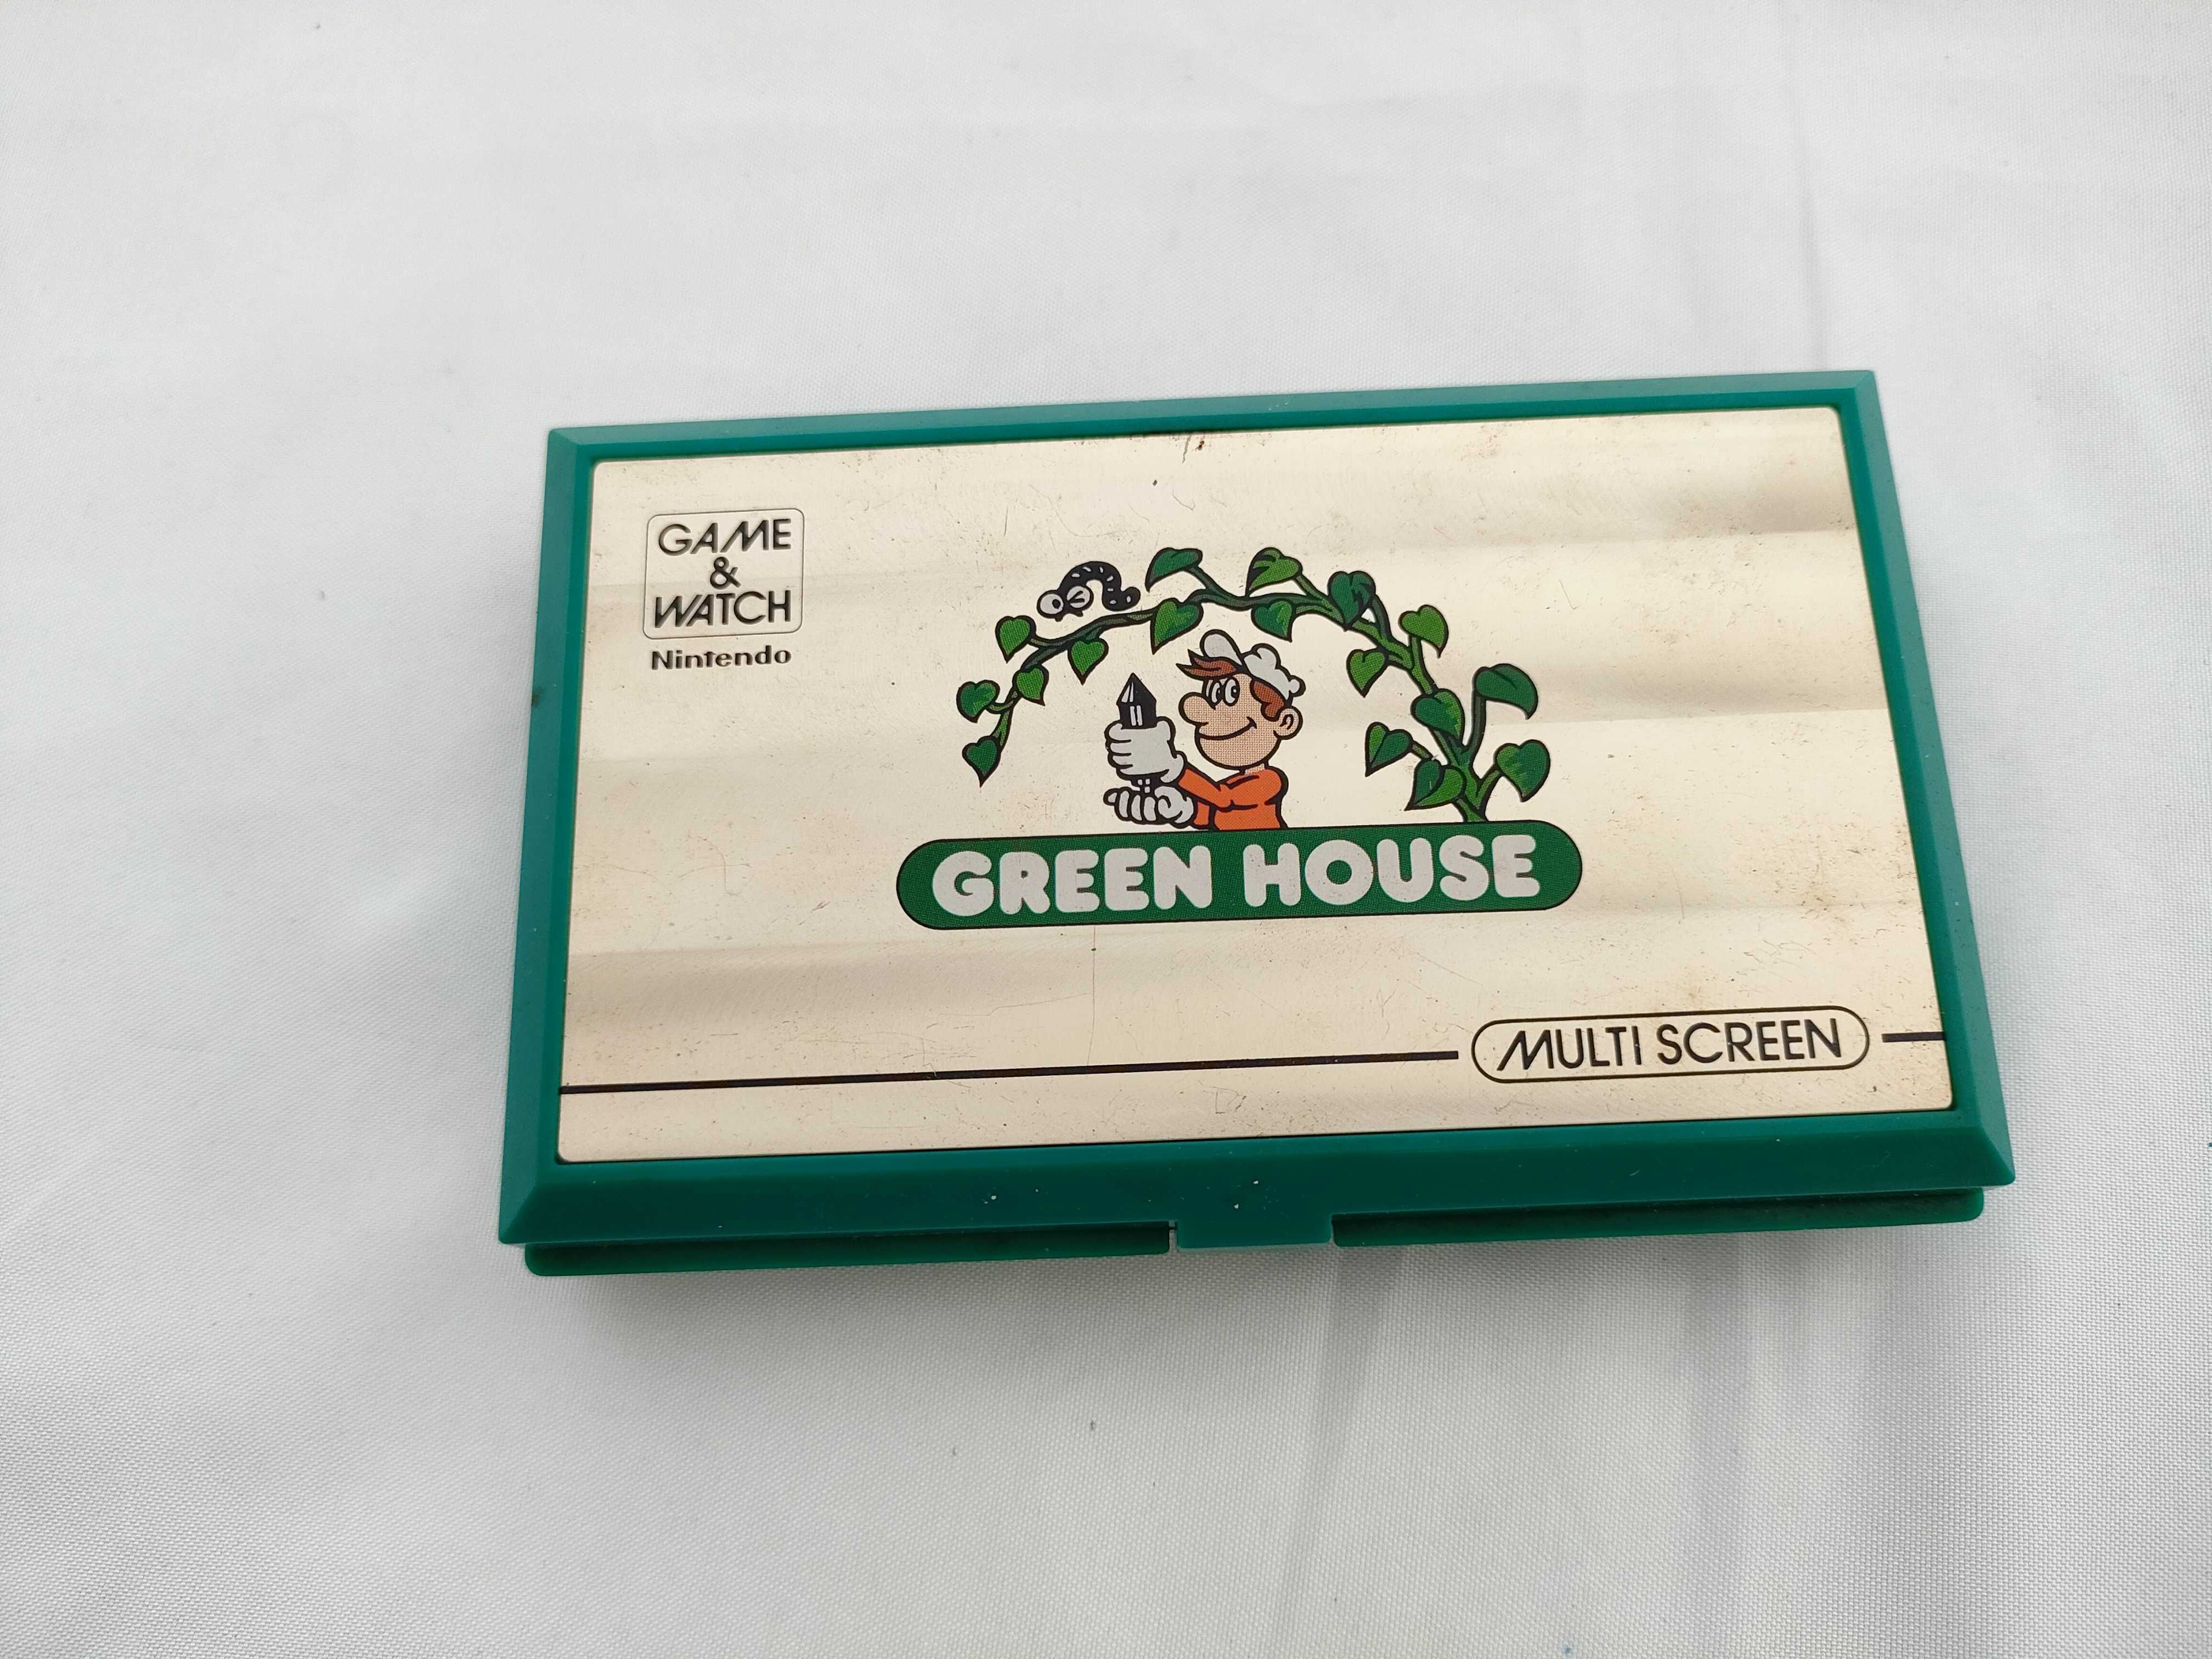 GAME
&
WATCH
Nintendo
GREEN HOUSE
MULTI SCREEN